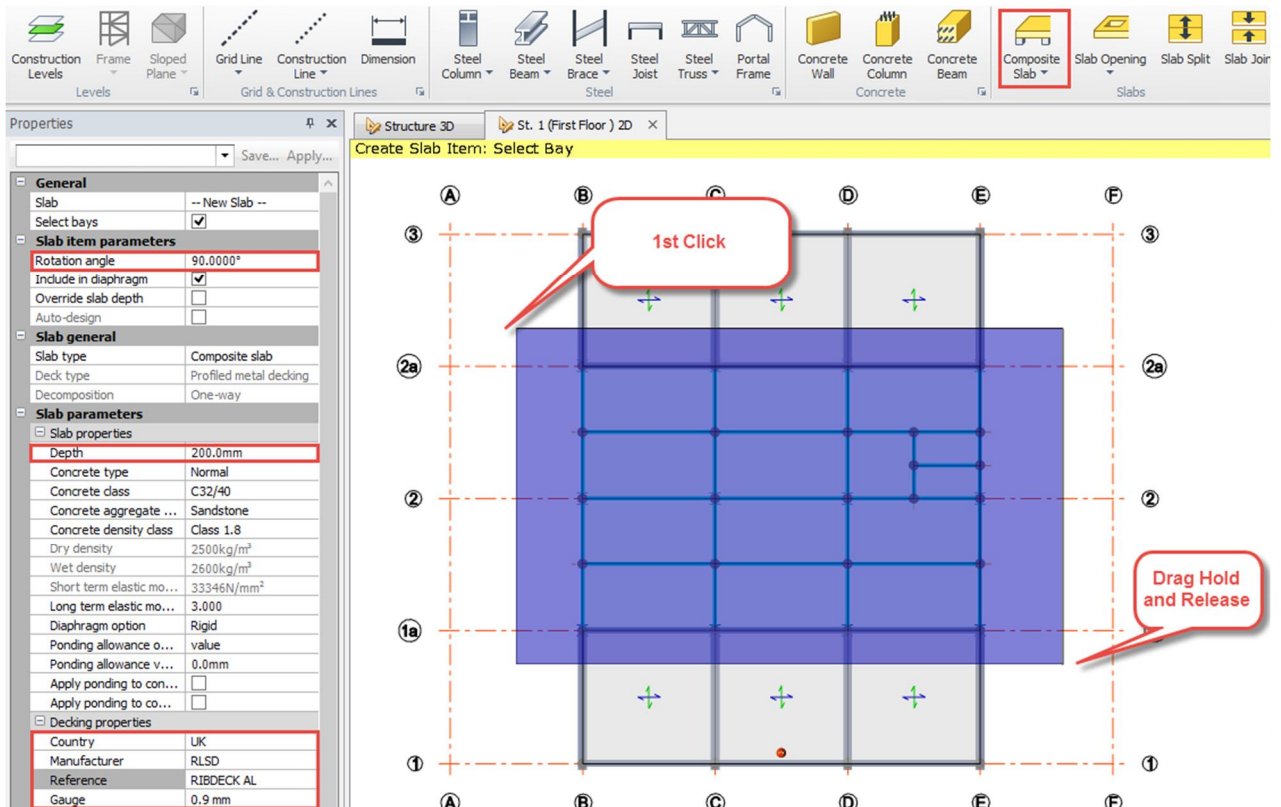 Construction Levels
Frame
Sloped Plane
Grid Line
Construction Line
Dimension
Steel Column
Steel Beam
Steel Brace
Steel Joist
Steel Truss
Portal Frame
Concrete Wall
Concrete Column
Concrete Beam
Composite Slab
Slab Opening
Slab Split
Slab Join
Levels
Grid & Construction Lines
Steel
Concrete
Slabs
Properties
Save... Apply...
General
Slab -- New Slab --
Select bays
Slab item parameters
Rotation angle 90.0000°
Include in diaphragm
Override slab depth
Auto-design
Slab general
Slab type Composite slab
Deck type Profiled metal decking
Decomposition One-way
Slab parameters
Slab properties
Depth 200.0mm
Concrete type Normal
Concrete class C32/40
Concrete aggregate ... Sandstone
Concrete density class Class 1.8
Dry density 2500kg/m³
Wet density 2600kg/m³
Short term elastic mo... 33346N/mm²
Long term elastic mo... 3.000
Diaphragm option Rigid
Ponding allowance o... value
Ponding allowance v... 0.0mm
Apply ponding to con...
Apply ponding to co...
Decking properties
Country UK
Manufacturer RLSD
Reference RIBDECK AL
Gauge 0.9 mm
Structure 3D
St. 1 (First Floor ) 2D
Create Slab Item: Select Bay
A B C D E F
3 3
1st Click
2a 2a
2 2
Drag Hold
and Release
1a
1 1
A B C D E F